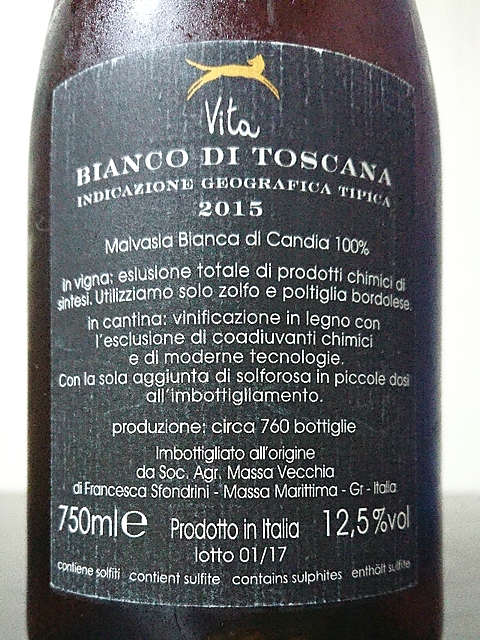 Vita
BIANCO DI TOSCANA
INDICAZIONE GEOGRAFICA TIPICA
2015
Malvasia Bianca di Candia 100%
In vigna: eslusione totale di prodotti chimici di
sintesi. Utilizziamo solo zolfo e poltiglia bordolese.
in cantina: vinificazione in legno con
l'esclusione di coadiuvanti chimici
e di moderne tecnologie.
Con la sola aggiunta di solforosa in piccole dosi
all'imbottigliamento.
produzione: circa 760 bottiglie
Imbottigliato all'origine
da Soc. Agr. Massa Vecchia
di Francesca Sfondrini - Massa Marittima - Gr - Italia
750ml e Prodotto in Italia 12,5%vol
lotto 01/17
contiene solfiti contient sulfite contains sulphites enthält sulfite